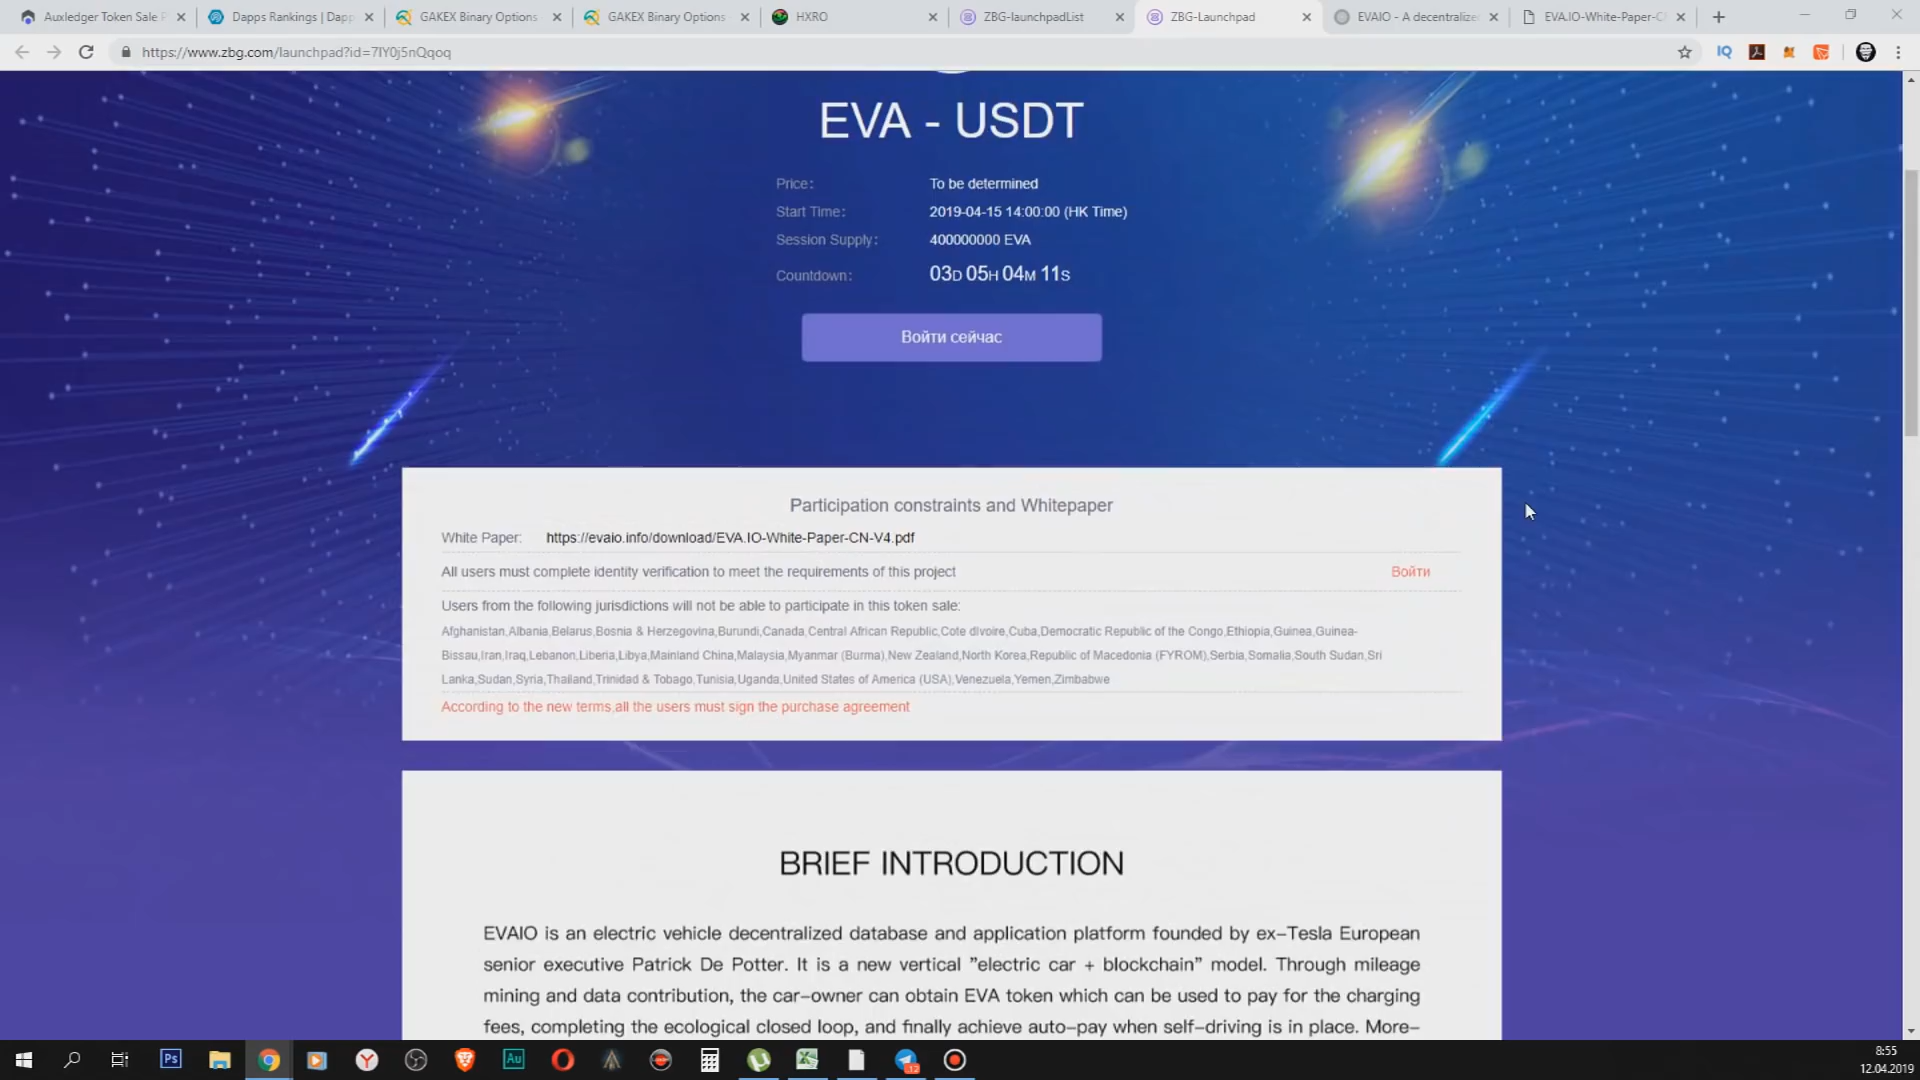 Auxledger Token Sale P
Dapps Rankings | Dapp
GAKEX Binary Options
GAKEX Binary Options
HXRO
ZBG-launchpadList
ZBG-Launchpad
EVAIO - A decentralize
EVA.IO-White-Paper-C
https://www.zbg.com/launchpad?id=7IY0j5nQqoq
EVA - USDT
Price: To be determined
Start Time: 2019-04-15 14:00:00 (HK Time)
Session Supply: 400000000 EVA
Countdown: 03D 05H 04M 11S
Войти сейчас
Participation constraints and Whitepaper
White Paper: https://evaio.info/download/EVA.IO-White-Paper-CN-V4.pdf
All users must complete identity verification to meet the requirements of this project Войти
Users from the following jurisdictions will not be able to participate in this token sale:
Afghanistan,Albania,Belarus,Bosnia & Herzegovina,Burundi,Canada,Central African Republic,Cote dIvoire,Cuba,Democratic Republic of the Congo,Ethiopia,Guinea,Guinea-
Bissau,Iran,Iraq,Lebanon,Liberia,Libya,Mainland China,Malaysia,Myanmar (Burma),New Zealand,North Korea,Republic of Macedonia (FYROM),Serbia,Somalia,South Sudan,Sri
Lanka,Sudan,Syria,Thailand,Trinidad & Tobago,Tunisia,Uganda,United States of America (USA),Venezuela,Yemen,Zimbabwe
According to the new terms,all the users must sign the purchase agreement
BRIEF INTRODUCTION
EVAIO is an electric vehicle decentralized database and application platform founded by ex-Tesla European
senior executive Patrick De Potter. It is a new vertical "electric car + blockchain" model. Through mileage
mining and data contribution, the car-owner can obtain EVA token which can be used to pay for the charging
fees, completing the ecological closed loop, and finally achieve auto-pay when self-driving is in place. More-
Ps
Au
8:55
12.04.2019